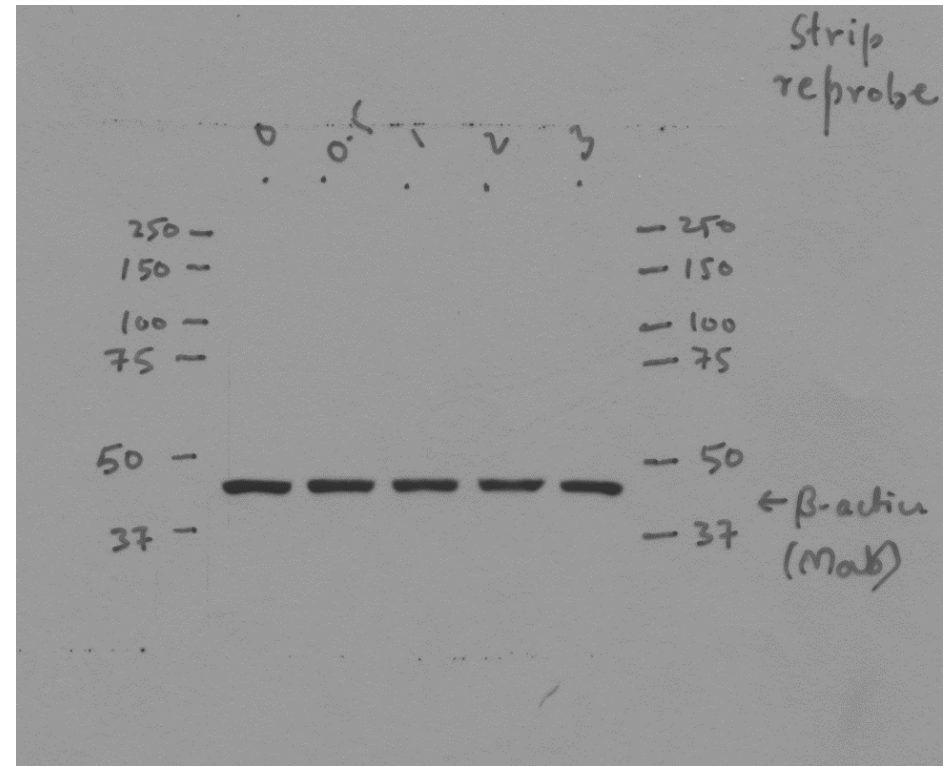 Strip
reprobe
0 0.5 1 2 3
250 – – 250
150 – – 150
100 – – 100
75 – – 75
50 – – 50
← β-actin
37 – – 37
(Mab)